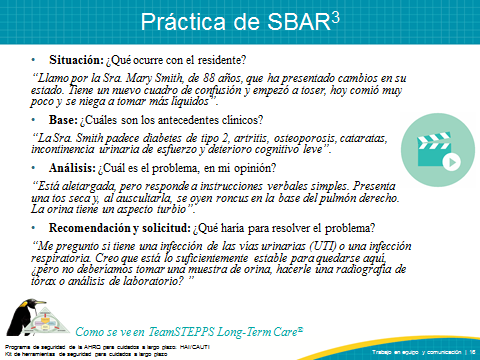 Práctica de SBAR3
• Situación: ¿Qué ocurre con el residente?
“Llamo por la Sra. Mary Smith, de 88 años, que ha presentado cambios en su
estado. Tiene un nuevo cuadro de confusión y empezó a toser, hoy comió muy
poco y se niega a tomar más líquidos”.
• Base: ¿Cuáles son los antecedentes clínicos?
“La Sra. Smith padece diabetes de tipo 2, artritis, osteoporosis, cataratas,
incontinencia urinaria de esfuerzo y deterioro cognitivo leve”.
• Análisis: ¿Cuál es el problema, en mi opinión?
“Está aletargada, pero responde a instrucciones verbales simples. Presenta
una tos seca y, al auscultarla, se oyen roncus en la base del pulmón derecho.
La orina tiene un aspecto turbio”.
• Recomendación y solicitud: ¿Qué haría para resolver el problema?
“Me pregunto si tiene una infección de las vías urinarias (UTI) o una infección
respiratoria. Creo que está lo suficientemente estable para quedarse aquí,
¿pero no deberíamos tomar una muestra de orina, hacerle una radiografía de
tórax o análisis de laboratorio? ”
Como se ve en TeamSTEPPS Long-Term Care®
Programa de seguridad de la AHRQ para cuidados a largo plazo: HAI/CAUTI
Kit de herramientas de seguridad para cuidados a largo plazo
Trabajo en equipo y comunicación | 16